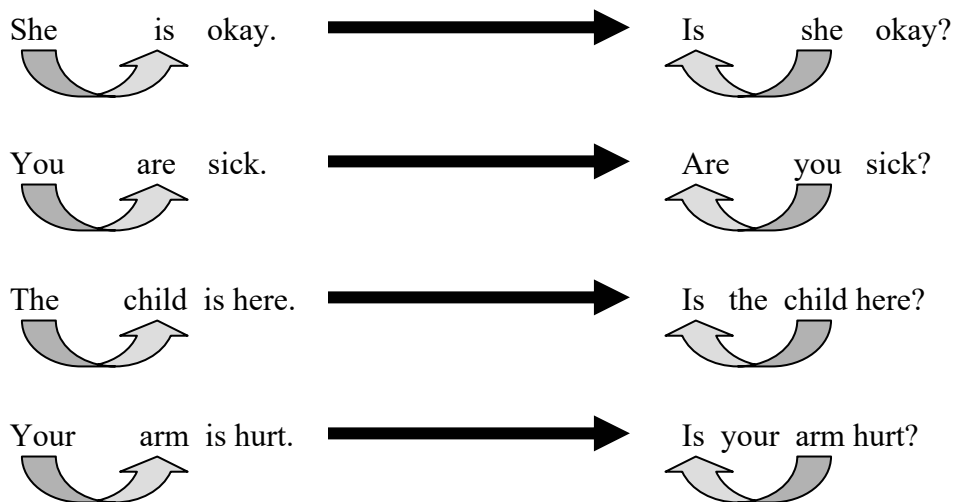 She is okay. Is she okay?
You are sick. Are you sick?
The child is here. Is the child here?
Your arm is hurt. Is your arm hurt?